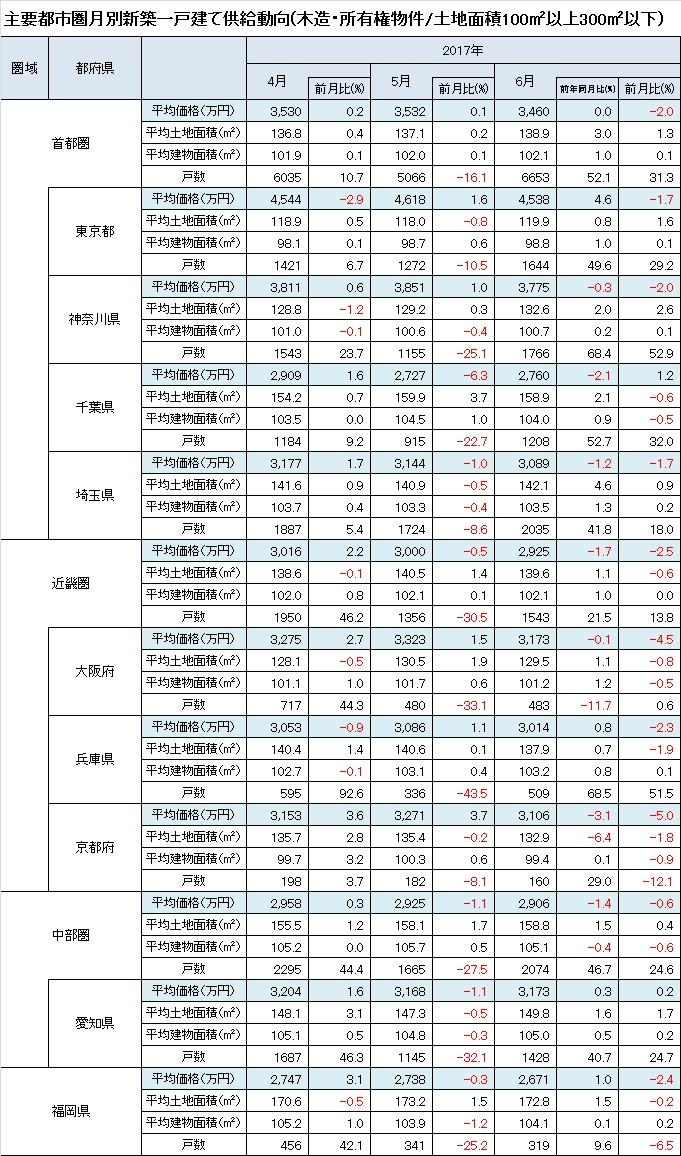 主要都市圏月別新築一戸建て供給動向(木造・所有権物件/土地面積100㎡以上300㎡以下)
圏域 都府県 2017年
4月 前月比(%) 5月 前月比(%) 6月 前年同月比(%) 前月比(%)
首都圏
平均価格(万円) 3,530 0.2 3,532 0.1 3,460 0.0 -2.0
平均土地面積(㎡) 136.8 0.4 137.1 0.2 138.9 3.0 1.3
平均建物面積(㎡) 101.9 0.1 102.0 0.1 102.1 1.0 0.1
戸数 6035 10.7 5066 -16.1 6653 52.1 31.3
東京都
平均価格(万円) 4,544 -2.9 4,618 1.6 4,538 4.6 -1.7
平均土地面積(㎡) 118.9 0.5 118.0 -0.8 119.9 0.8 1.6
平均建物面積(㎡) 98.1 0.1 98.7 0.6 98.8 1.0 0.1
戸数 1421 6.7 1272 -10.5 1644 49.6 29.2
神奈川県
平均価格(万円) 3,811 0.6 3,851 1.0 3,775 -0.3 -2.0
平均土地面積(㎡) 128.8 -1.2 129.2 0.3 132.6 2.0 2.6
平均建物面積(㎡) 101.0 -0.1 100.6 -0.4 100.7 0.2 0.1
戸数 1543 23.7 1155 -25.1 1766 68.4 52.9
千葉県
平均価格(万円) 2,909 1.6 2,727 -6.3 2,760 -2.1 1.2
平均土地面積(㎡) 154.2 0.7 159.9 3.7 158.9 2.1 -0.6
平均建物面積(㎡) 103.5 0.0 104.5 1.0 104.0 0.9 -0.5
戸数 1184 9.2 915 -22.7 1208 52.7 32.0
埼玉県
平均価格(万円) 3,177 1.7 3,144 -1.0 3,089 -1.2 -1.7
平均土地面積(㎡) 141.6 0.9 140.9 -0.5 142.1 4.6 0.9
平均建物面積(㎡) 103.7 0.4 103.3 -0.4 103.5 1.3 0.2
戸数 1887 5.4 1724 -8.6 2035 41.8 18.0
近畿圏
平均価格(万円) 3,016 2.2 3,000 -0.5 2,925 -1.7 -2.5
平均土地面積(㎡) 138.6 -0.1 140.5 1.4 139.6 1.1 -0.6
平均建物面積(㎡) 102.0 0.8 102.1 0.1 102.1 1.0 0.0
戸数 1950 46.2 1356 -30.5 1543 21.5 13.8
大阪府
平均価格(万円) 3,275 2.7 3,323 1.5 3,173 -0.1 -4.5
平均土地面積(㎡) 128.1 -0.5 130.5 1.9 129.5 1.1 -0.8
平均建物面積(㎡) 101.1 1.0 101.7 0.6 101.2 1.2 -0.5
戸数 717 44.3 480 -33.1 483 -11.7 0.6
兵庫県
平均価格(万円) 3,053 -0.9 3,086 1.1 3,014 0.8 -2.3
平均土地面積(㎡) 140.4 1.4 140.6 0.1 137.9 0.7 -1.9
平均建物面積(㎡) 102.7 -0.1 103.1 0.4 103.2 0.8 0.1
戸数 595 92.6 336 -43.5 509 68.5 51.5
京都府
平均価格(万円) 3,153 3.6 3,271 3.7 3,106 -3.1 -5.0
平均土地面積(㎡) 135.7 2.8 135.4 -0.2 132.9 -6.4 -1.8
平均建物面積(㎡) 99.7 3.2 100.3 0.6 99.4 0.1 -0.9
戸数 198 3.7 182 -8.1 160 29.0 -12.1
中部圏
平均価格(万円) 2,958 0.3 2,925 -1.1 2,906 -1.4 -0.6
平均土地面積(㎡) 155.5 1.2 158.1 1.7 158.8 1.5 0.4
平均建物面積(㎡) 105.2 0.0 105.7 0.5 105.1 -0.4 -0.6
戸数 2295 44.4 1665 -27.5 2074 46.7 24.6
愛知県
平均価格(万円) 3,204 1.6 3,168 -1.1 3,173 0.3 0.2
平均土地面積(㎡) 148.1 3.1 147.3 -0.5 149.8 1.6 1.7
平均建物面積(㎡) 105.1 0.5 104.8 -0.3 105.0 0.5 0.2
戸数 1687 46.3 1145 -32.1 1428 40.7 24.7
福岡県
平均価格(万円) 2,747 3.1 2,738 -0.3 2,671 1.0 -2.4
平均土地面積(㎡) 170.6 -0.5 173.2 1.5 172.8 1.5 -0.2
平均建物面積(㎡) 105.2 1.0 103.9 -1.2 104.1 0.1 0.2
戸数 456 42.1 341 -25.2 319 9.6 -6.5